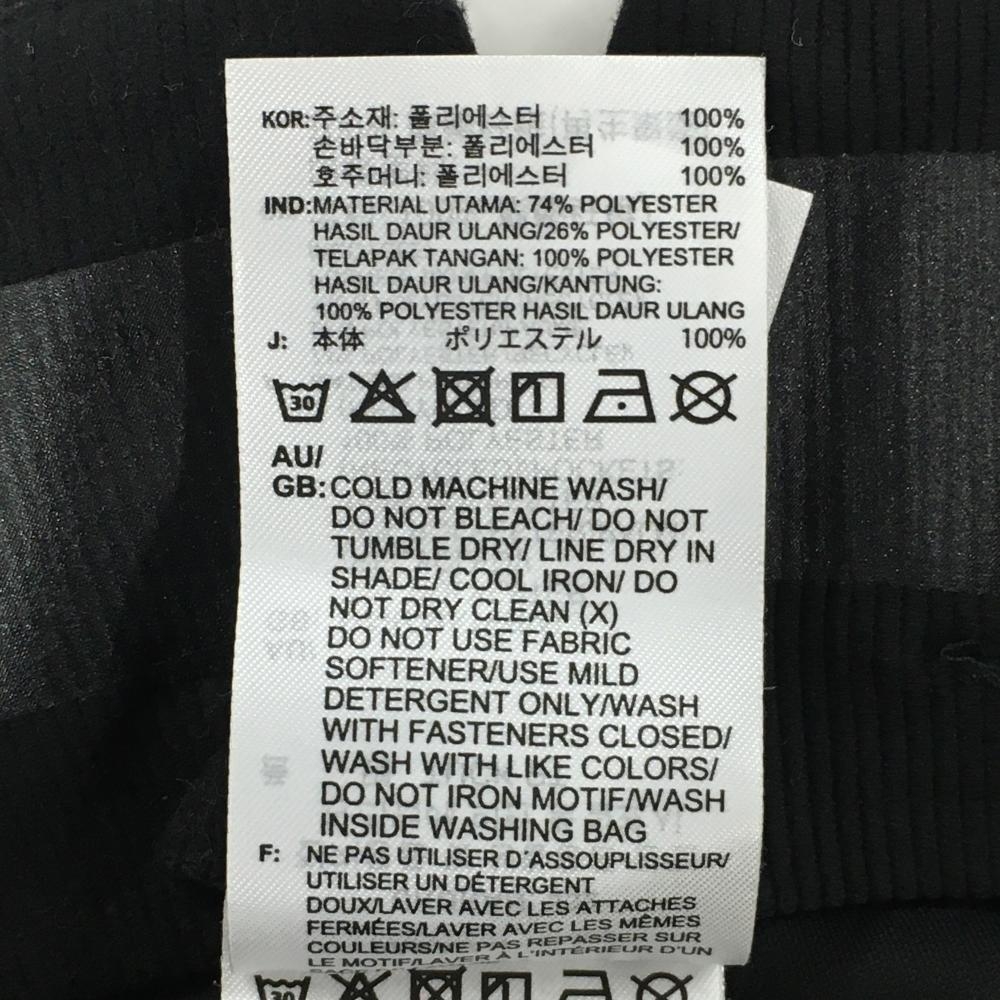 KOR:주소재: 폴리에스터 100%
손바닥부분: 폴리에스터 100%
호주머니: 폴리에스터 100%
IND:MATERIAL UTAMA: 74% POLYESTER
HASIL DAUR ULANG/26% POLYESTER/
TELAPAK TANGAN: 100% POLYESTER
HASIL DAUR ULANG/KANTUNG:
100% POLYESTER HASIL DAUR ULANG
J: 本体 ポリエステル 100%
30
AU/
GB: COLD MACHINE WASH/
DO NOT BLEACH/ DO NOT
TUMBLE DRY/ LINE DRY IN
SHADE/ COOL IRON/ DO
NOT DRY CLEAN (X)
DO NOT USE FABRIC
SOFTENER/USE MILD
DETERGENT ONLY/WASH
WITH FASTENERS CLOSED/
WASH WITH LIKE COLORS/
DO NOT IRON MOTIF/WASH
INSIDE WASHING BAG
F: NE PAS UTILISER D'ASSOUPLISSEUR/
UTILISER UN DÉTERGENT
DOUX/LAVER AVEC LES ATTACHES
FERMÉES/LAVER AVEC LES MÊMES
COULEURS/NE PAS REPASSER SUR
LE MOTIF/LAVER À L'INTÉRIEUR D'UN
30